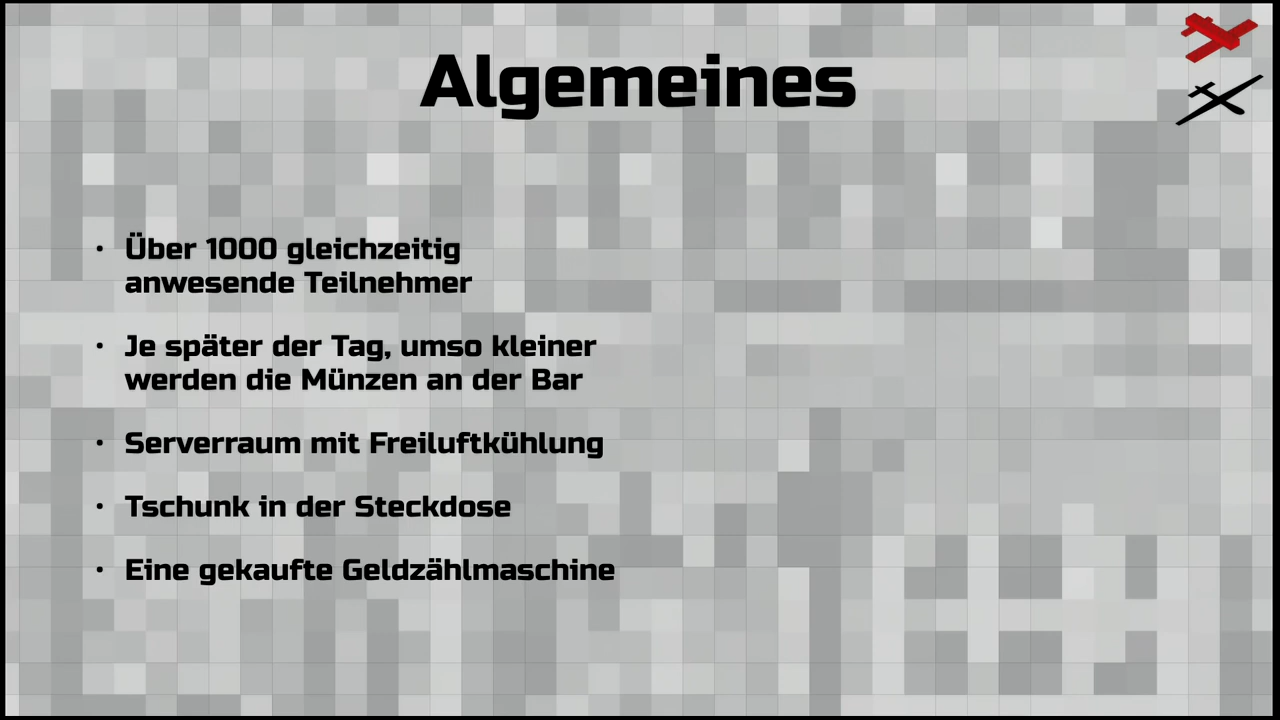 Algemeines
• Über 1000 gleichzeitig
anwesende Teilnehmer
• Je später der Tag, umso kleiner
werden die Münzen an der Bar
• Serverraum mit Freiluftkühlung
• Tschunk in der Steckdose
• Eine gekaufte Geldzählmaschine